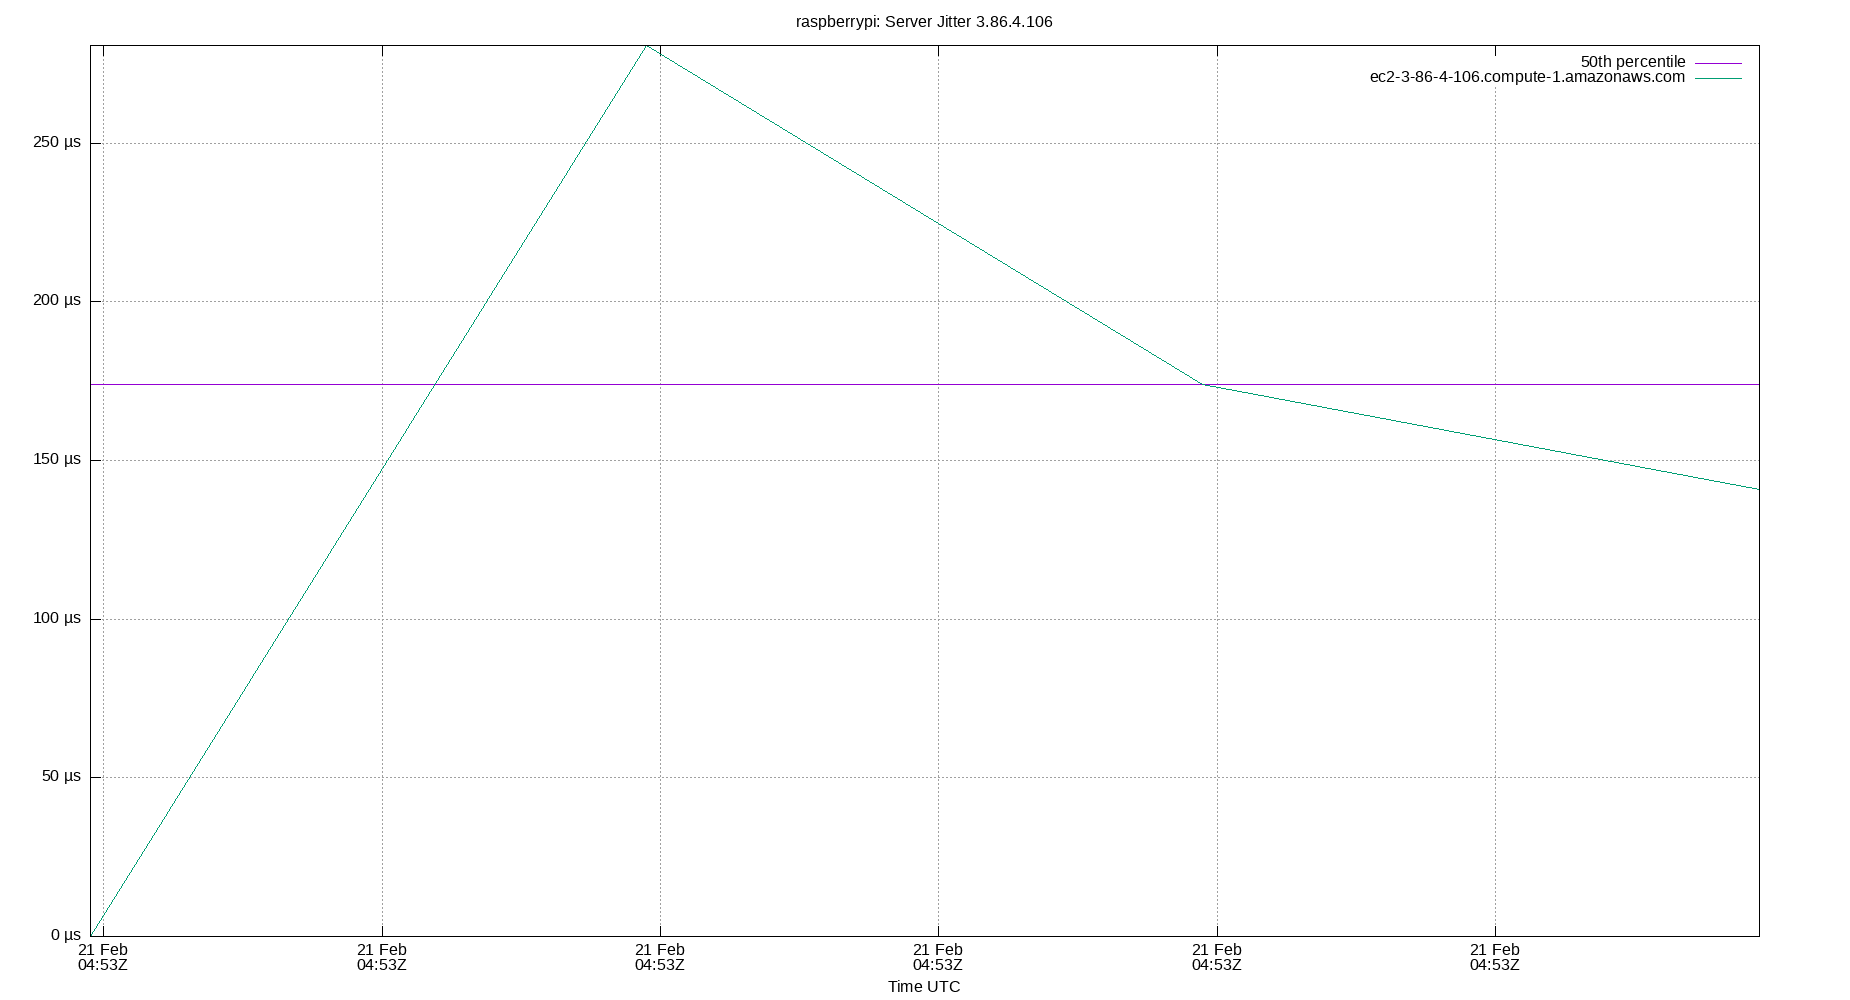 raspberrypi: Server Jitter 3.86.4.106
50th percentile
ec2-3-86-4-106.compute-1.amazonaws.com
250 µs
200 µs
150 µs
100 µs
50 µs
0 µs
21 Feb 21 Feb 21 Feb 21 Feb 21 Feb 21 Feb
04:53Z 04:53Z 04:53Z 04:53Z 04:53Z 04:53Z
Time UTC